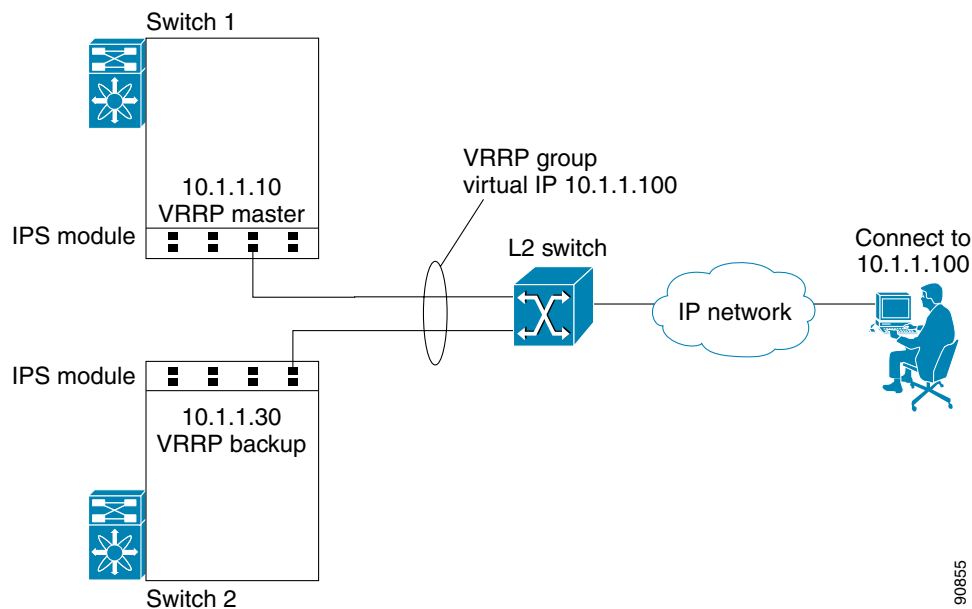 Switch 1
10.1.1.10
VRRP master
IPS module
VRRP group
virtual IP 10.1.1.100
L2 switch
IP network
Connect to
10.1.1.100
IPS module
10.1.1.30
VRRP backup
Switch 2
90855